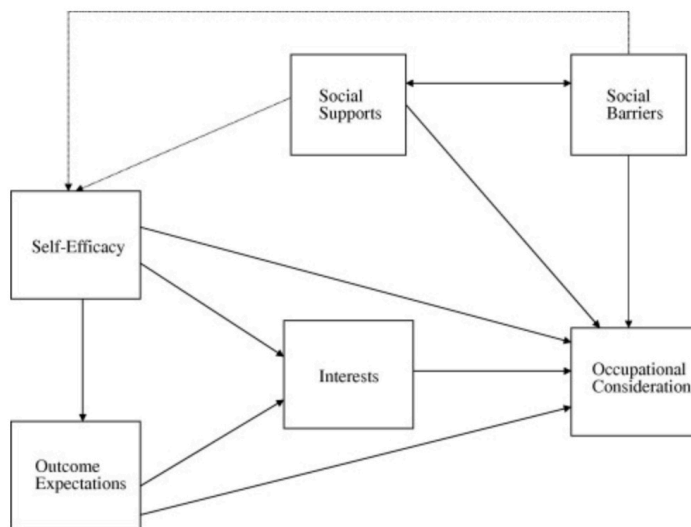 Social
Supports
Social
Barriers
Self-Efficacy
Interests
Occupational
Consideration
Outcome
Expectations